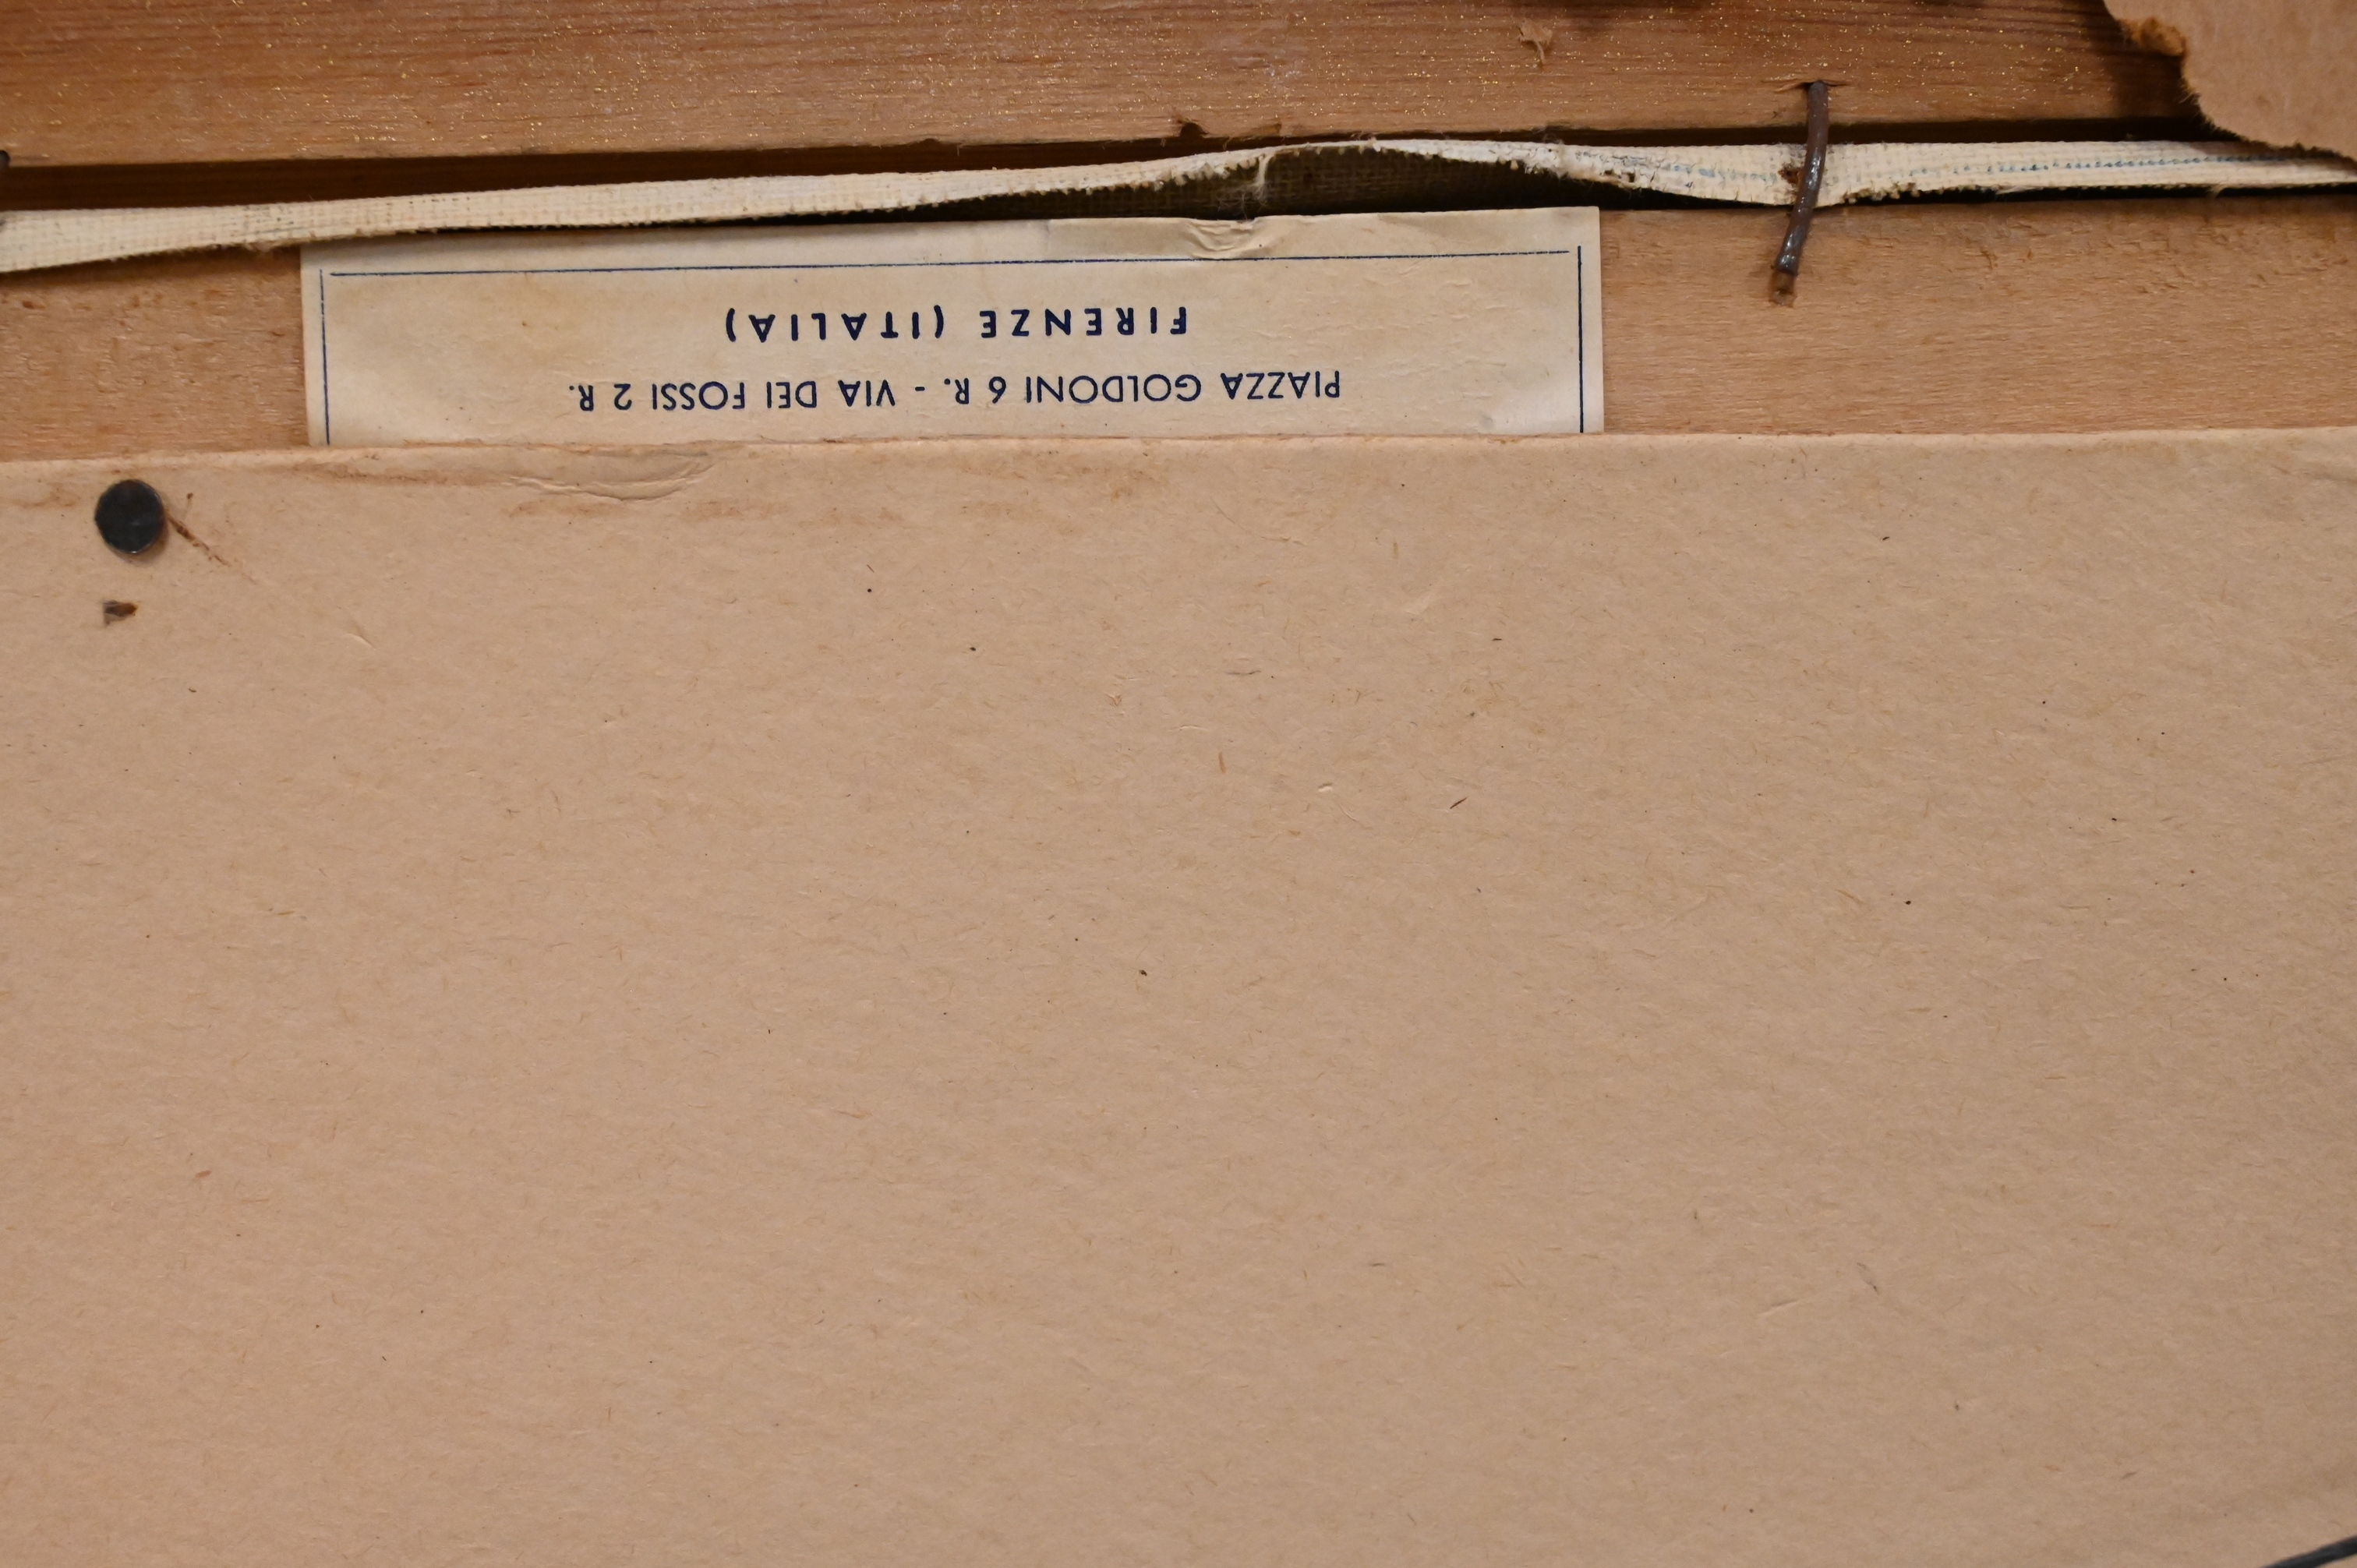 PIAZZA GOLDONI 6 R. - VIA DEI FOSSI 2 R.
FIRENZE (ITALIA)